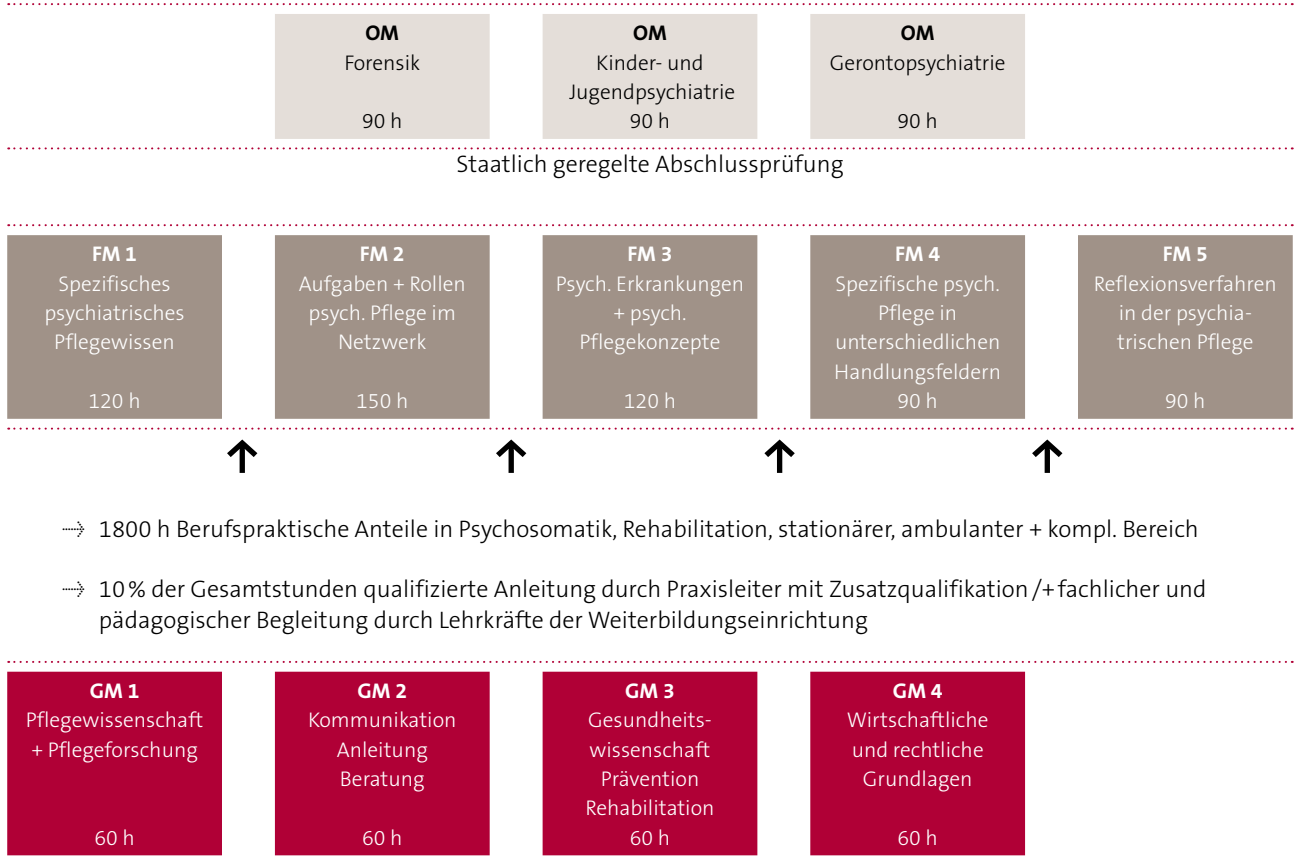 OM
Forensik
90 h
OM
Kinder- und
Jugendpsychiatrie
90 h
OM
Gerontopsychiatrie
90 h
Staatlich geregelte Abschlussprüfung
FM 1
Spezifisches
psychiatrisches
Pflegewissen
120 h
FM 2
Aufgaben + Rollen
psych. Pflege im
Netzwerk
150 h
FM 3
Psych. Erkrankungen
+ psych.
Pflegekonzepte
120 h
FM 4
Spezifische psych.
Pflege in
unterschiedlichen
Handlungsfeldern
90 h
FM 5
Reflexionsverfahren
in der psychia-
trischen Pflege
90 h
1800 h Berufspraktische Anteile in Psychosomatik, Rehabilitation, stationärer, ambulanter + kompl. Bereich
10 % der Gesamtstunden qualifizierte Anleitung durch Praxisleiter mit Zusatzqualifikation /+ fachlicher und
pädagogischer Begleitung durch Lehrkräfte der Weiterbildungseinrichtung
GM 1
Pflegewissenschaft
+ Pflegeforschung
60 h
GM 2
Kommunikation
Anleitung
Beratung
60 h
GM 3
Gesundheits-
wissenschaft
Prävention
Rehabilitation
60 h
GM 4
Wirtschaftliche
und rechtliche
Grundlagen
60 h